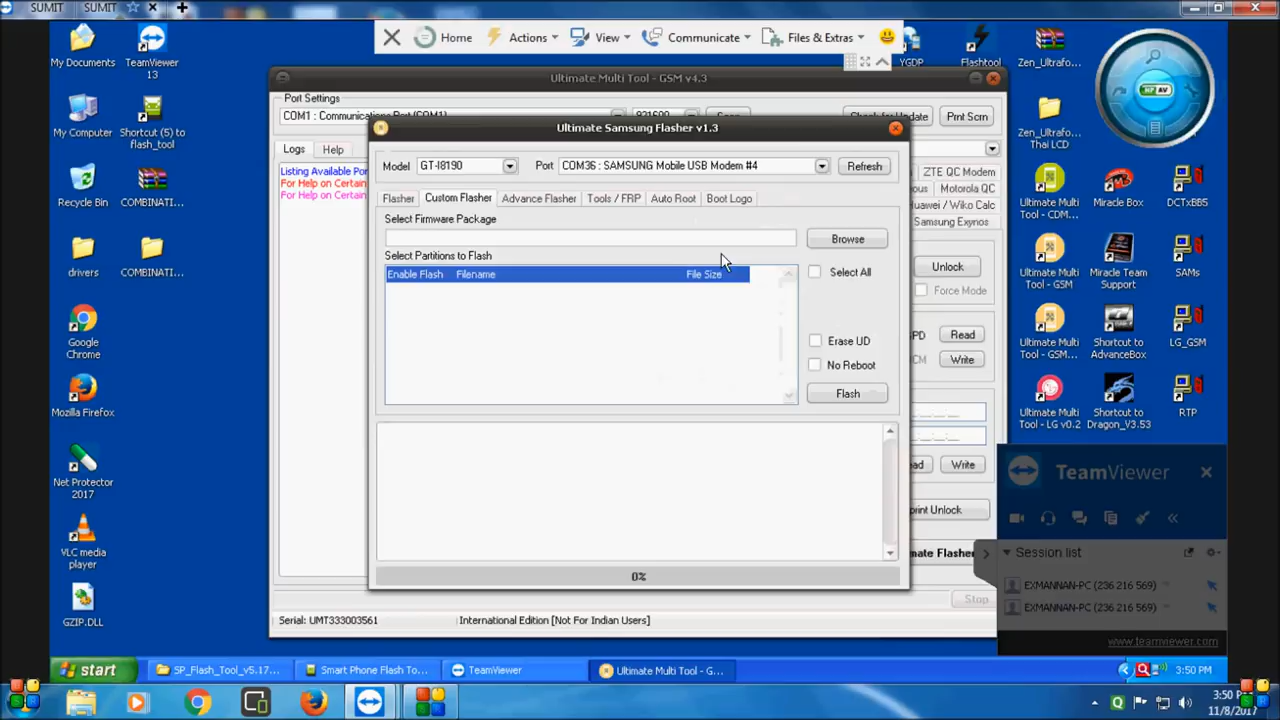 SUMIT
SUMIT
Home
Actions
View
Communicate
Files & Extras
My Documents
TeamViewer 13
YGDP
Flashtool
Zen_Ultrafo...
Ultimate Multi Tool - GSM v4.3
Port Settings
COM1 : Communications Port (COM1)
921600
Scan
Check for Update
Prnt Scrn
Ultimate Samsung Flasher v1.3
Logs
Help
Model
GT-I8190
Port
COM36 : SAMSUNG Mobile USB Modem #4
Refresh
My Computer
Shortcut (5) to flash_tool
Zen_Ultrafo... Thai LCD
Listing Available Por
For Help on Certain
For Help on Certain
ZTE QC Modem
ous
Motorola QC
Huawei / Wiko Calc
Samsung Exynos
Flasher
Custom Flasher
Advance Flasher
Tools / FRP
Auto Root
Boot Logo
Recycle Bin
COMBINATI...
Ultimate Multi Tool - CDM...
Miracle Box
DCTxBB5
Select Firmware Package
Browse
Select Partitions to Flash
Enable Flash
Filename
File Size
Select All
Unlock
Force Mode
drivers
COMBINATI...
Ultimate Multi Tool - GSM
Miracle Team Support
SAMs
Erase UD
No Reboot
Flash
PD
Read
CM
Write
Google Chrome
Ultimate Multi Tool - GSM...
Shortcut to AdvanceBox
LG_GSM
Mozilla Firefox
Ultimate Multi Tool - LG v0.2
Shortcut to Dragon_V3.53
RTP
ead
Write
Net Protector 2017
TeamViewer
print Unlock
VLC media player
mate Flasher
Session list
0%
EXMANNAN-PC (236 216 569)
EXMANNAN-PC (236 216 569)
Stop
GZIP.DLL
Serial: UMT333003561
International Edition [Not For Indian Users]
www.teamviewer.com
start
SP_Flash_Tool_v5.17...
Smart Phone Flash To...
TeamViewer
Ultimate Multi Tool - G...
3:50 PM
3:50 PM
11/8/2017